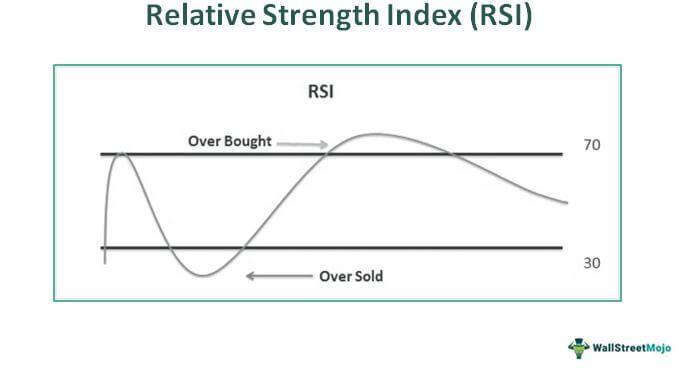 Relative Strength Index (RSI)
RSI
Over Bought
70
30
Over Sold
WallStreetMojo